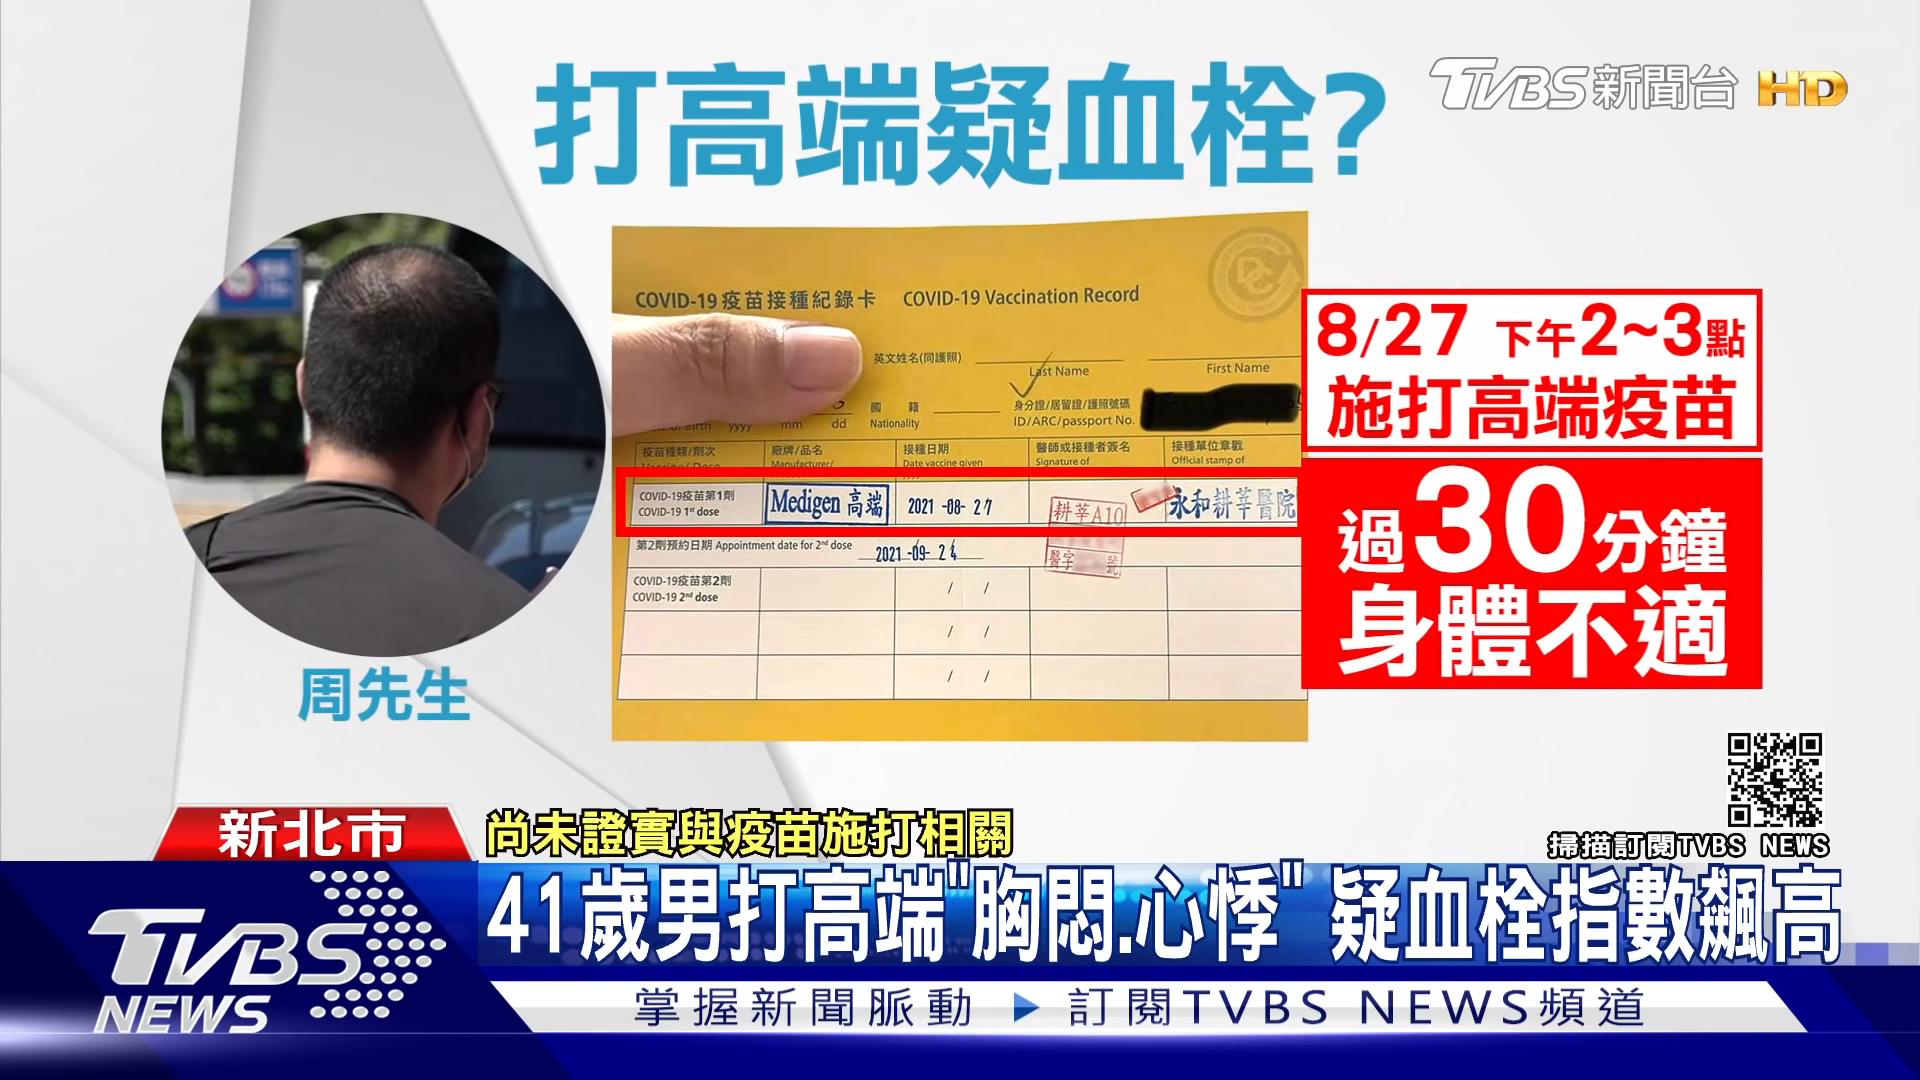 打高端疑血栓?
TVBS新聞台 HD
COVID-19疫苗接種紀錄卡 COVID-19 Vaccination Record
英文姓名(同護照)
Last Name
First Name
國 籍
Nationality
身分證/居留證/護照號碼
ID/ARC/passport No.
yyyy mm dd
疫苗種類/劑次
廠牌/品名
Manufacturer/
接種日期
Date vaccine given
醫師或接種者簽名
Signature of
接種單位章戳
Official stamp of
COVID-19疫苗第1劑
COVID-19 1st dose
Medigen 高端
2021-08-27
耕莘A10
永和耕莘醫院
第2劑預約日期 Appointment date for 2nd dose
2021-09-24
醫字 號
COVID-19疫苗第2劑
COVID-19 2nd dose
/ /
/ /
/ /
8/27 下午2~3點
施打高端疫苗
過30分鐘
身體不適
周先生
掃描訂閱TVBS NEWS
新北市
尚未證實與疫苗施打相關
41歲男打高端"胸悶.心悸" 疑血栓指數飆高
TVBS NEWS
掌握新聞脈動 ▶ 訂閱TVBS NEWS頻道